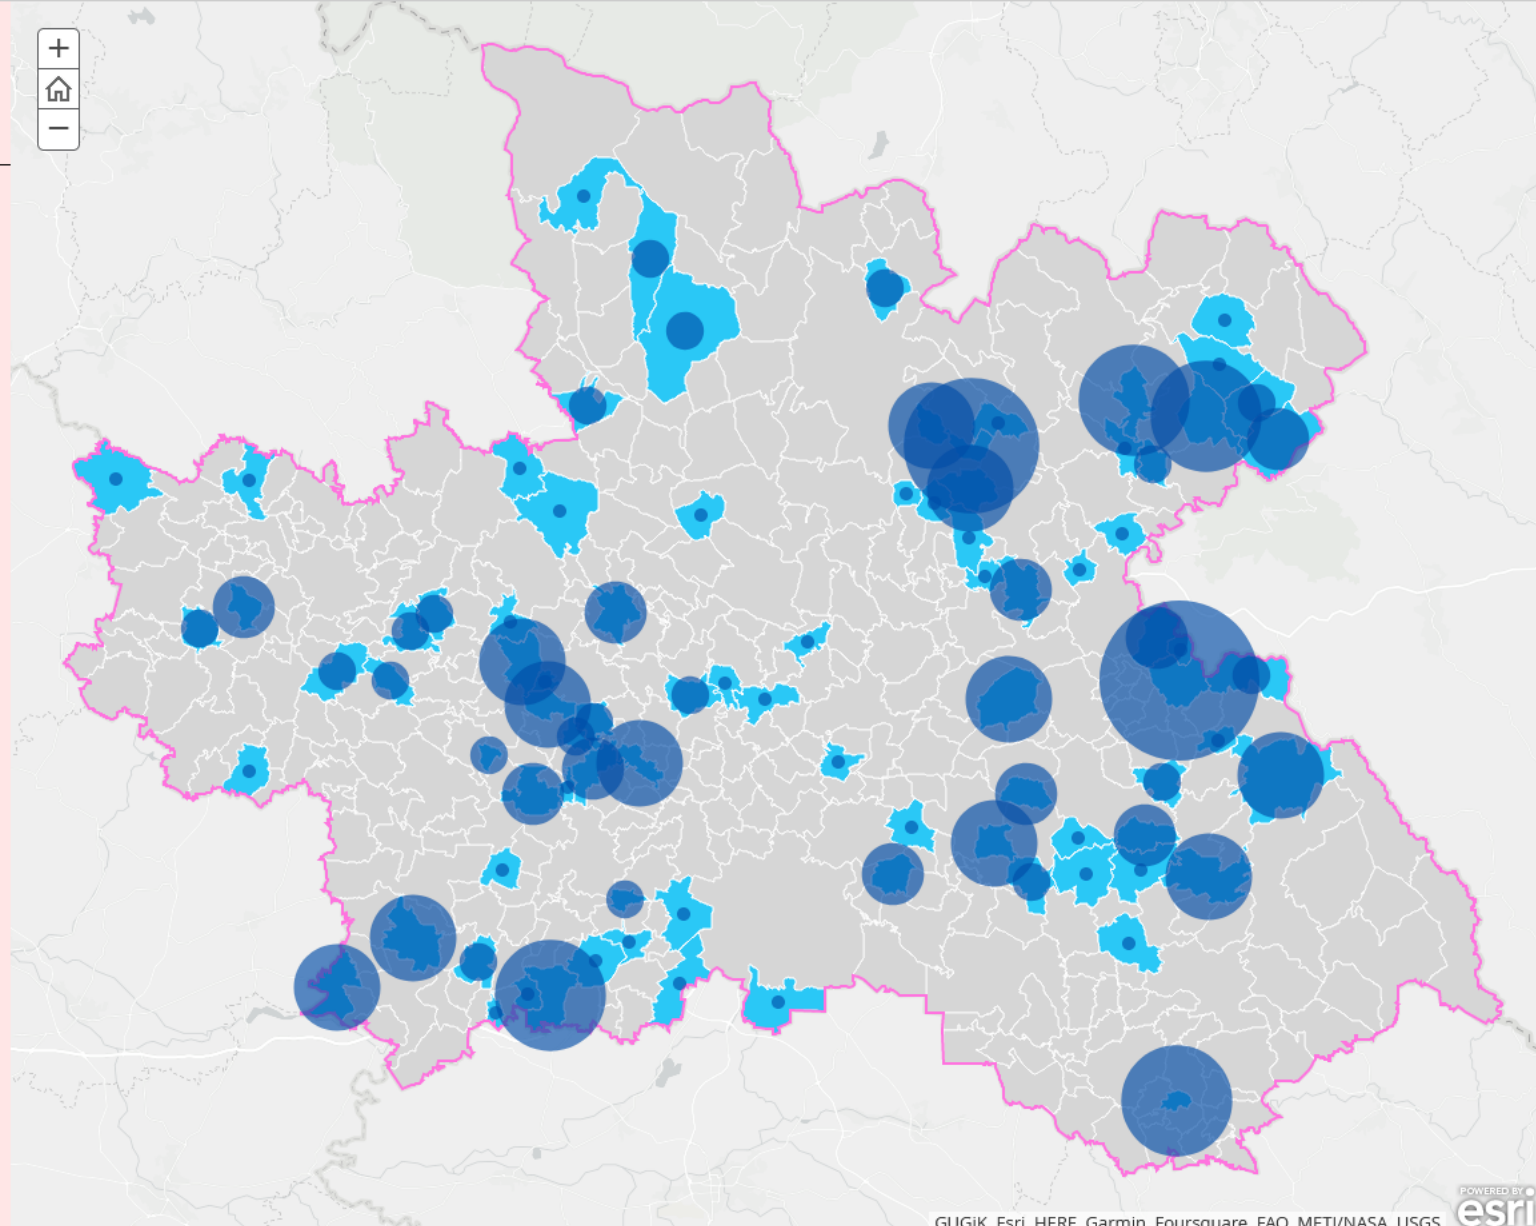 +
−
POWERED BY
esri
GUGiK, Esri, HERE, Garmin, Foursquare, FAO, METI/NASA, USGS